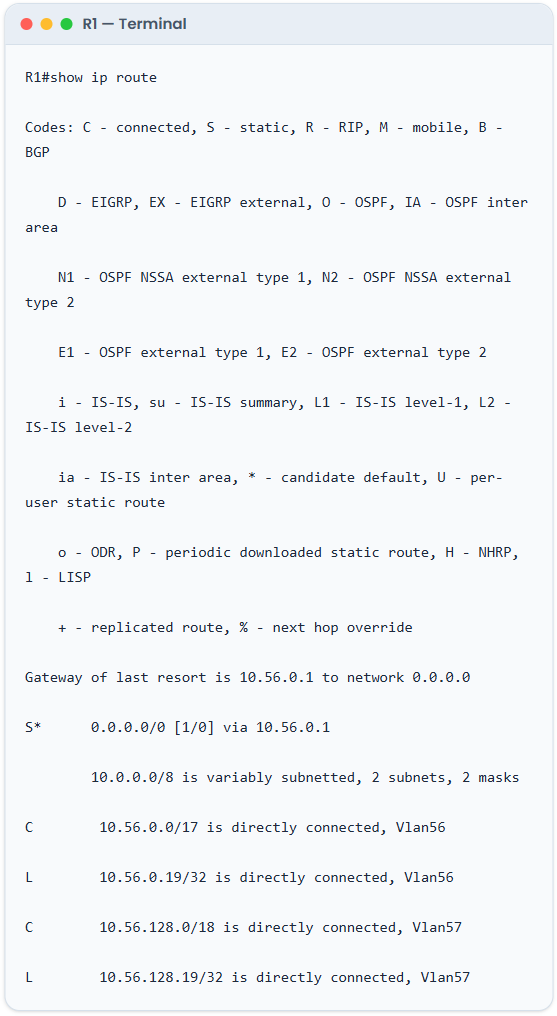 R1 — Terminal
R1#show ip route
Codes: C - connected, S - static, R - RIP, M - mobile, B -
BGP
D - EIGRP, EX - EIGRP external, O - OSPF, IA - OSPF inter
area
N1 - OSPF NSSA external type 1, N2 - OSPF NSSA external
type 2
E1 - OSPF external type 1, E2 - OSPF external type 2
i - IS-IS, su - IS-IS summary, L1 - IS-IS level-1, L2 -
IS-IS level-2
ia - IS-IS inter area, * - candidate default, U - per-
user static route
o - ODR, P - periodic downloaded static route, H - NHRP,
l - LISP
+ - replicated route, % - next hop override
Gateway of last resort is 10.56.0.1 to network 0.0.0.0
S*      0.0.0.0/0 [1/0] via 10.56.0.1
10.0.0.0/8 is variably subnetted, 2 subnets, 2 masks
C        10.56.0.0/17 is directly connected, Vlan56
L        10.56.0.19/32 is directly connected, Vlan56
C        10.56.128.0/18 is directly connected, Vlan57
L        10.56.128.19/32 is directly connected, Vlan57